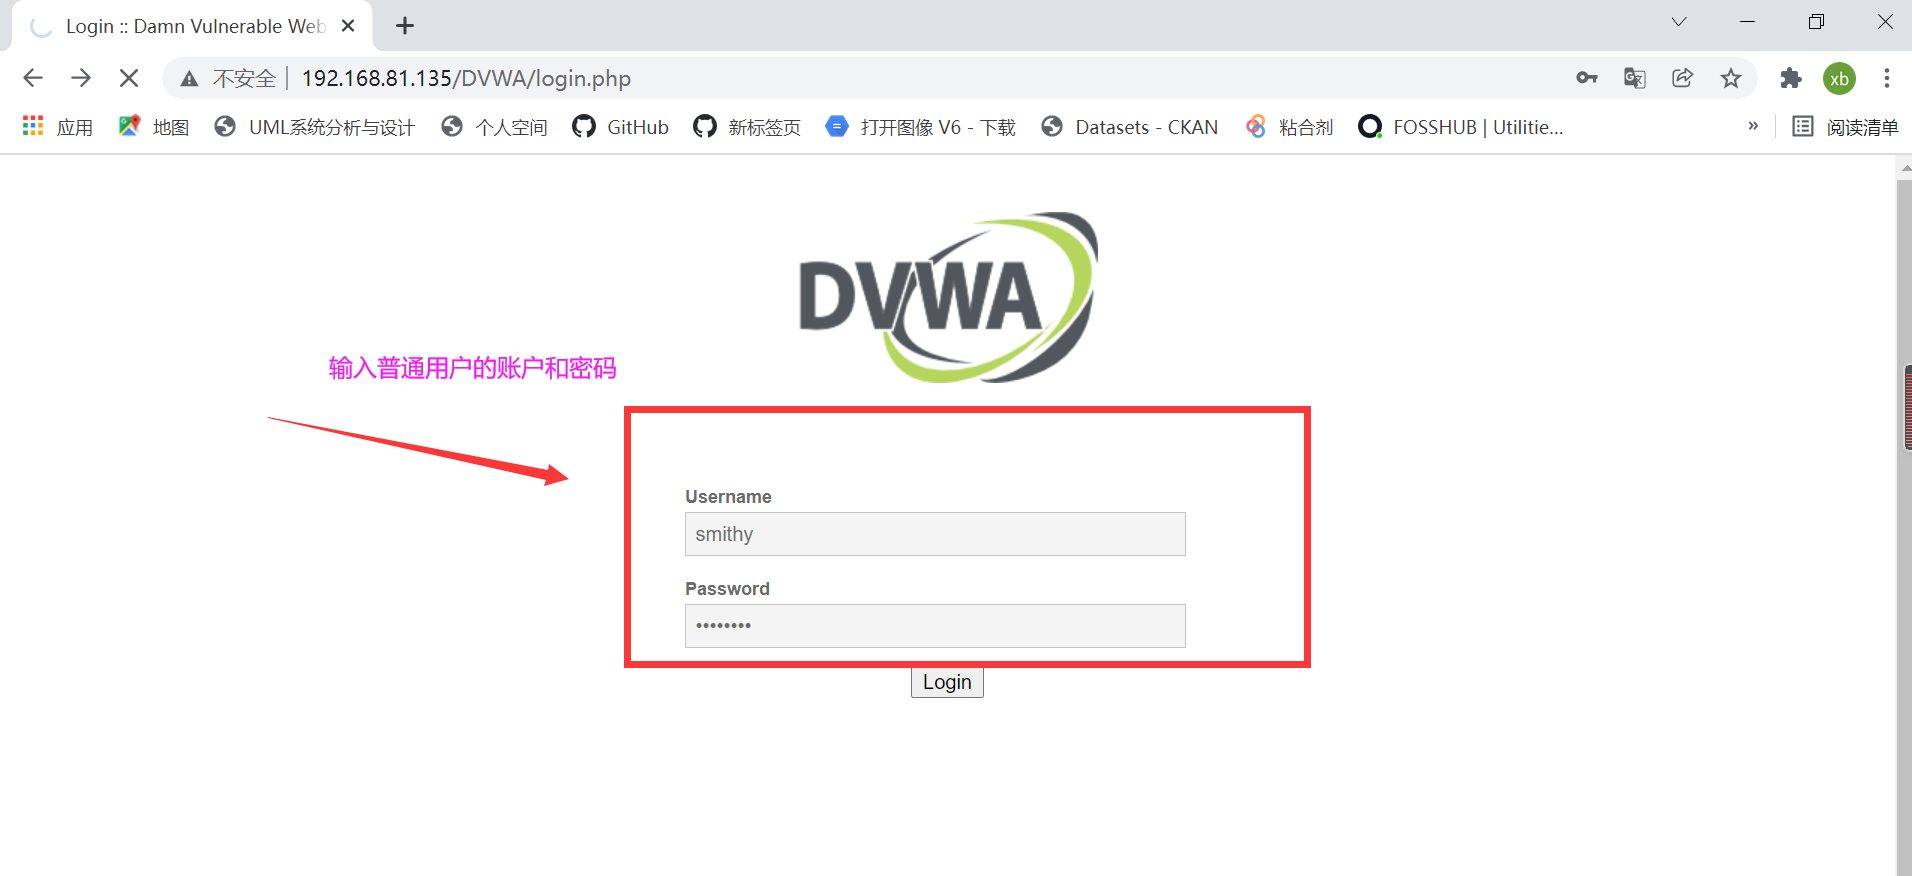 Login :: Damn Vulnerable Web
不安全 | 192.168.81.135/DVWA/login.php
xb
应用 地图 UML系统分析与设计 个人空间 GitHub 新标签页 打开图像 V6 - 下载 Datasets - CKAN 粘合剂 FOSSHUB | Utilitie... » 阅读清单
DVWA
输入普通用户的账户和密码
Username
smithy
Password
••••••••
Login